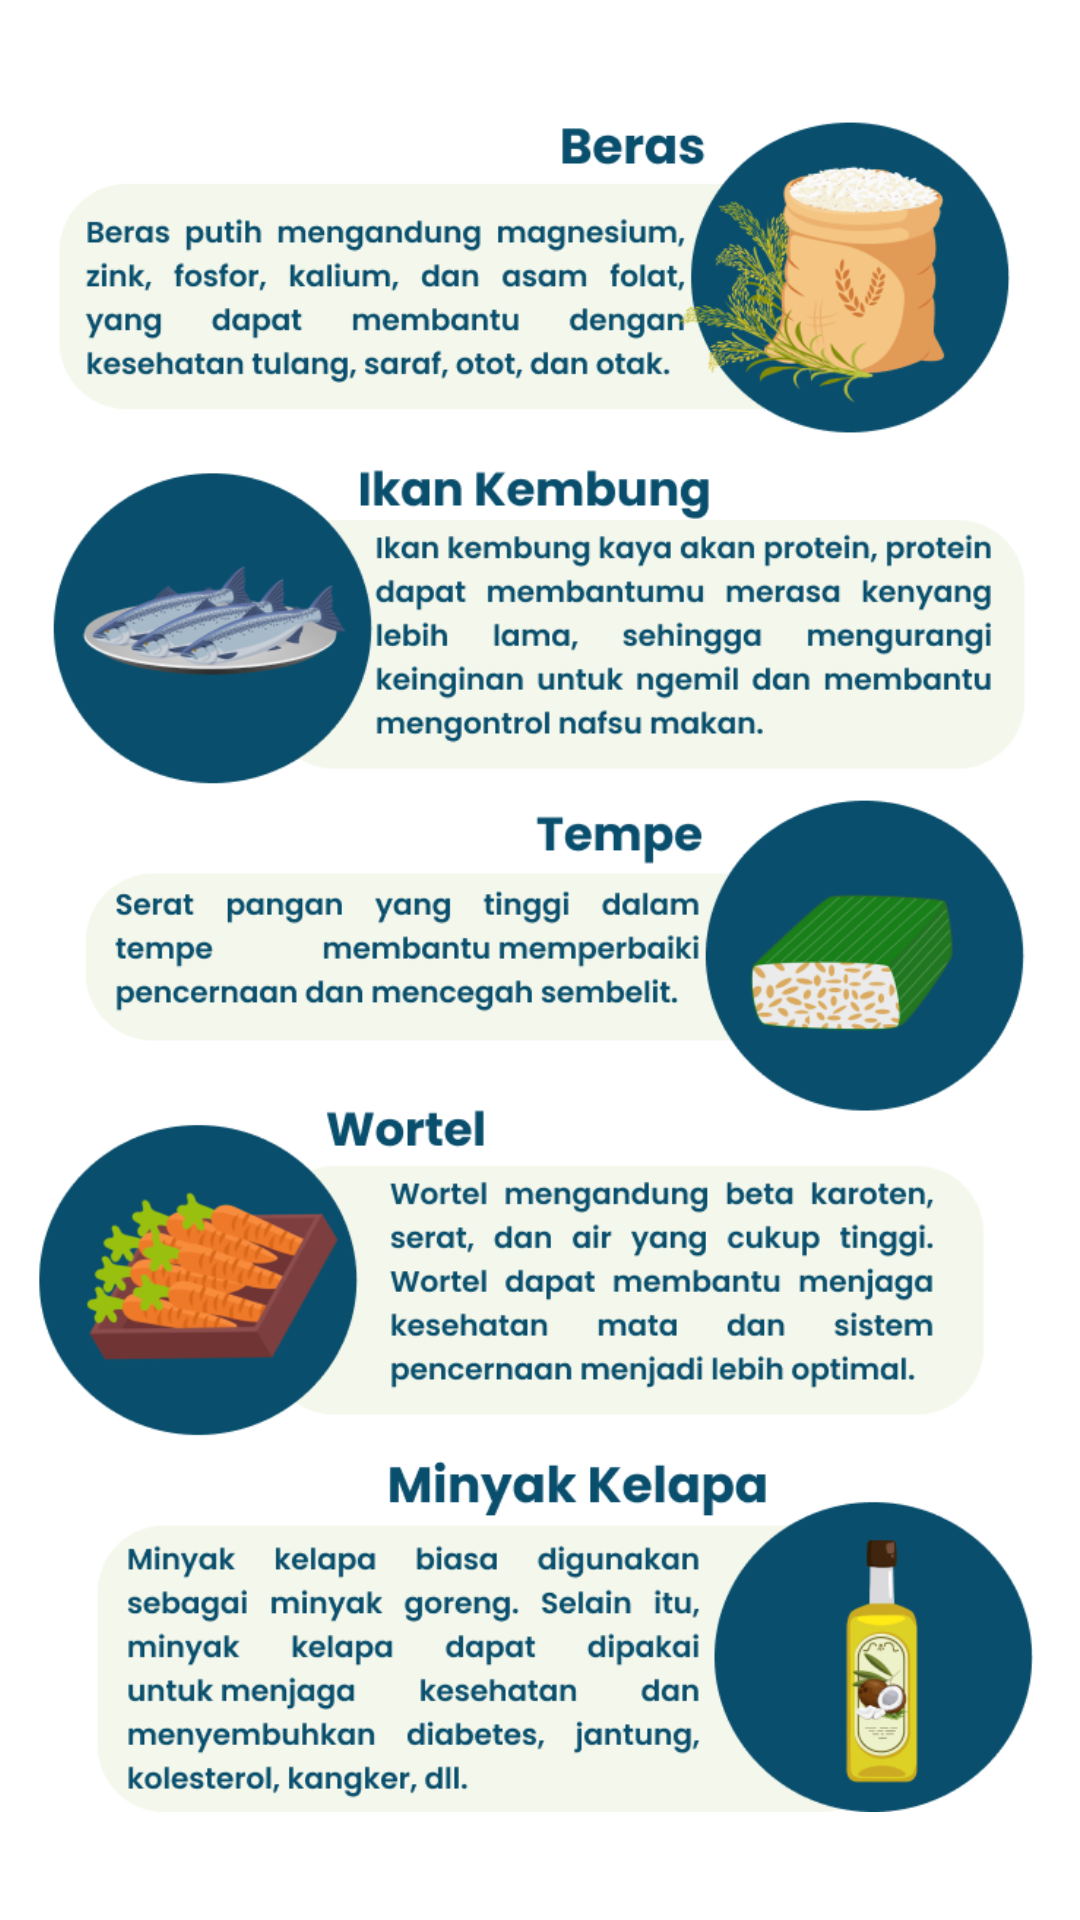 Beras
Beras putih mengandung magnesium,
zink, fosfor, kalium, dan asam folat,
yang dapat membantu dengan
kesehatan tulang, saraf, otot, dan otak.
Ikan Kembung
Ikan kembung kaya akan protein, protein
dapat membantumu merasa kenyang
lebih lama, sehingga mengurangi
keinginan untuk ngemil dan membantu
mengontrol nafsu makan.
Tempe
Serat pangan yang tinggi dalam
tempe membantu memperbaiki
pencernaan dan mencegah sembelit.
Wortel
Wortel mengandung beta karoten,
serat, dan air yang cukup tinggi.
Wortel dapat membantu menjaga
kesehatan mata dan sistem
pencernaan menjadi lebih optimal.
Minyak Kelapa
Minyak kelapa biasa digunakan
sebagai minyak goreng. Selain itu,
minyak kelapa dapat dipakai
untuk menjaga kesehatan dan
menyembuhkan diabetes, jantung,
kolesterol, kangker, dll.